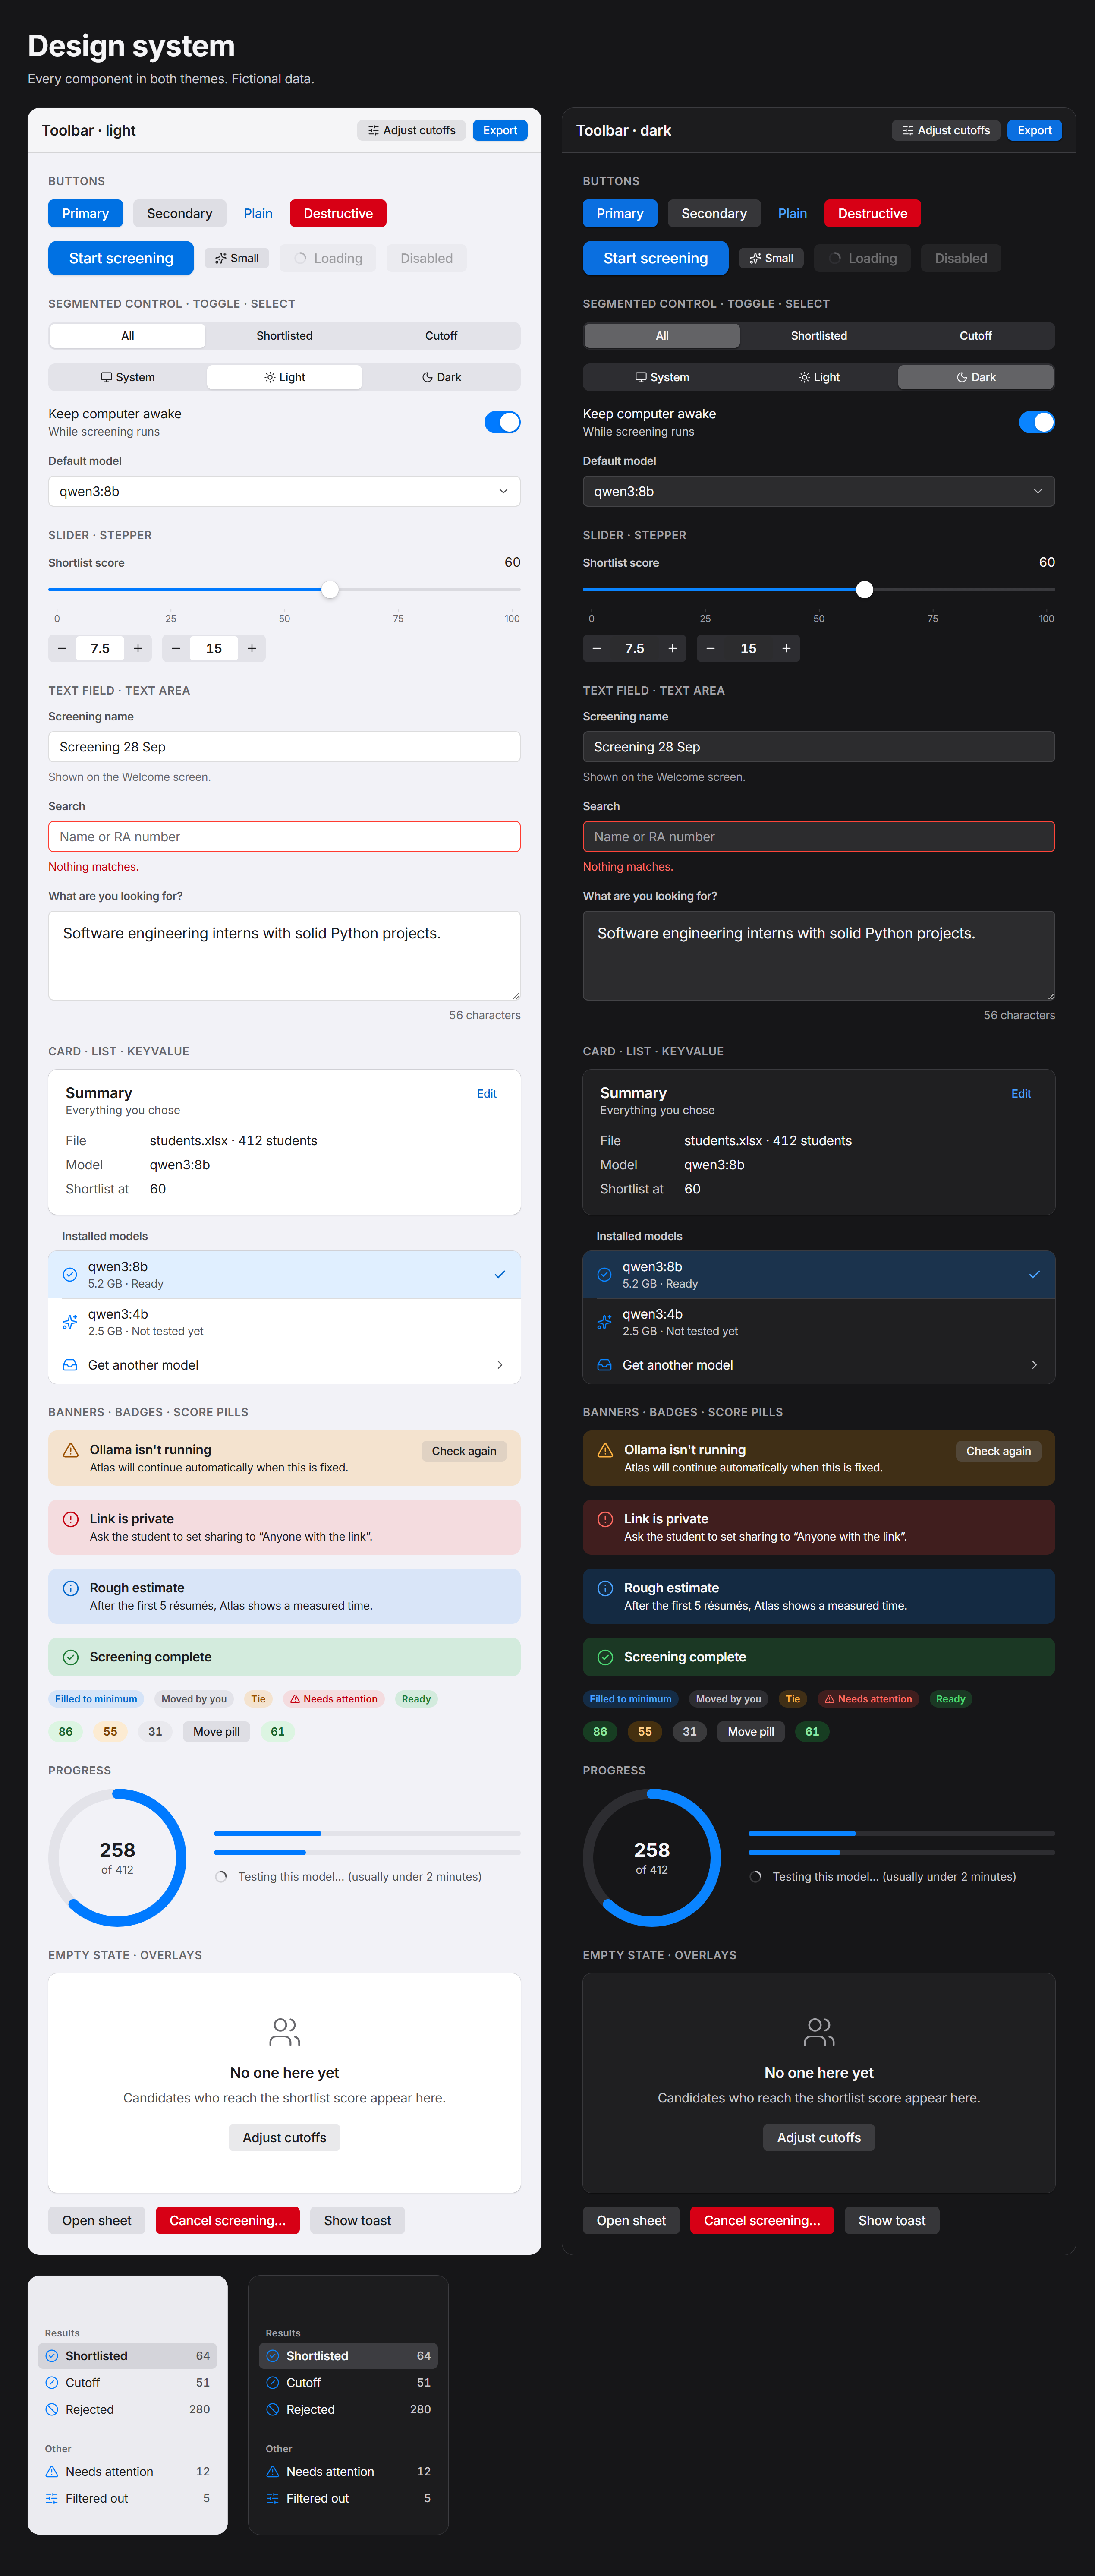 Design system
Every component in both themes. Fictional data.
Toolbar · light
Adjust cutoffs
Export
BUTTONS
Primary
Secondary
Plain
Destructive
Start screening
Small
Loading
Disabled
SEGMENTED CONTROL · TOGGLE · SELECT
All
Shortlisted
Cutoff
System
Light
Dark
Keep computer awake
While screening runs
Default model
qwen3:8b
SLIDER · STEPPER
Shortlist score
60
0
25
50
75
100
− 7.5 +
− 15 +
TEXT FIELD · TEXT AREA
Screening name
Screening 28 Sep
Shown on the Welcome screen.
Search
Name or RA number
Nothing matches.
What are you looking for?
Software engineering interns with solid Python projects.
56 characters
CARD · LIST · KEYVALUE
Summary
Edit
Everything you chose
File students.xlsx · 412 students
Model qwen3:8b
Shortlist at 60
Installed models
qwen3:8b
5.2 GB · Ready
qwen3:4b
2.5 GB · Not tested yet
Get another model
BANNERS · BADGES · SCORE PILLS
Ollama isn't running
Check again
Atlas will continue automatically when this is fixed.
Link is private
Ask the student to set sharing to “Anyone with the link”.
Rough estimate
After the first 5 résumés, Atlas shows a measured time.
Screening complete
Filled to minimum
Moved by you
Tie
Needs attention
Ready
86
55
31
Move pill
61
PROGRESS
258
of 412
Testing this model… (usually under 2 minutes)
EMPTY STATE · OVERLAYS
No one here yet
Candidates who reach the shortlist score appear here.
Adjust cutoffs
Open sheet
Cancel screening…
Show toast
Toolbar · dark
Adjust cutoffs
Export
BUTTONS
Primary
Secondary
Plain
Destructive
Start screening
Small
Loading
Disabled
SEGMENTED CONTROL · TOGGLE · SELECT
All
Shortlisted
Cutoff
System
Light
Dark
Keep computer awake
While screening runs
Default model
qwen3:8b
SLIDER · STEPPER
Shortlist score
60
0
25
50
75
100
− 7.5 +
− 15 +
TEXT FIELD · TEXT AREA
Screening name
Screening 28 Sep
Shown on the Welcome screen.
Search
Name or RA number
Nothing matches.
What are you looking for?
Software engineering interns with solid Python projects.
56 characters
CARD · LIST · KEYVALUE
Summary
Edit
Everything you chose
File students.xlsx · 412 students
Model qwen3:8b
Shortlist at 60
Installed models
qwen3:8b
5.2 GB · Ready
qwen3:4b
2.5 GB · Not tested yet
Get another model
BANNERS · BADGES · SCORE PILLS
Ollama isn't running
Check again
Atlas will continue automatically when this is fixed.
Link is private
Ask the student to set sharing to “Anyone with the link”.
Rough estimate
After the first 5 résumés, Atlas shows a measured time.
Screening complete
Filled to minimum
Moved by you
Tie
Needs attention
Ready
86
55
31
Move pill
61
PROGRESS
258
of 412
Testing this model… (usually under 2 minutes)
EMPTY STATE · OVERLAYS
No one here yet
Candidates who reach the shortlist score appear here.
Adjust cutoffs
Open sheet
Cancel screening…
Show toast
Results
Shortlisted 64
Cutoff 51
Rejected 280
Other
Needs attention 12
Filtered out 5
Results
Shortlisted 64
Cutoff 51
Rejected 280
Other
Needs attention 12
Filtered out 5